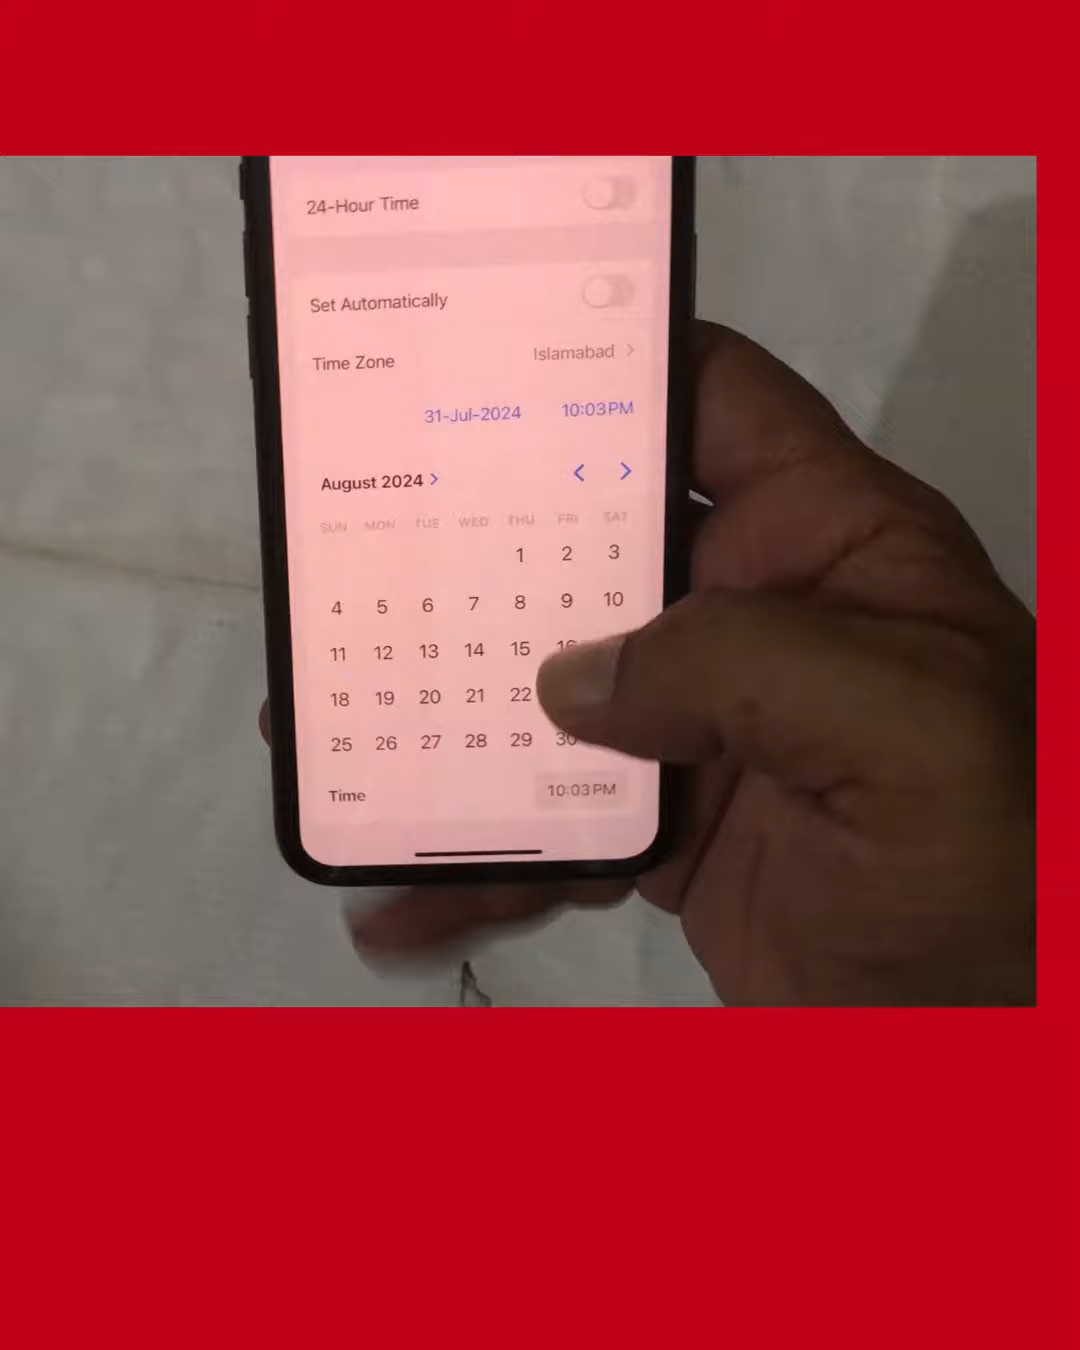 24-Hour Time
Set Automatically
Time Zone Islamabad >
31-Jul-2024 10:03 PM
August 2024 > < >
SUN MON TUE WED THU FRI SAT
1 2 3
4 5 6 7 8 9 10
11 12 13 14 15 16
18 19 20 21 22
25 26 27 28 29 30
Time 10:03 PM